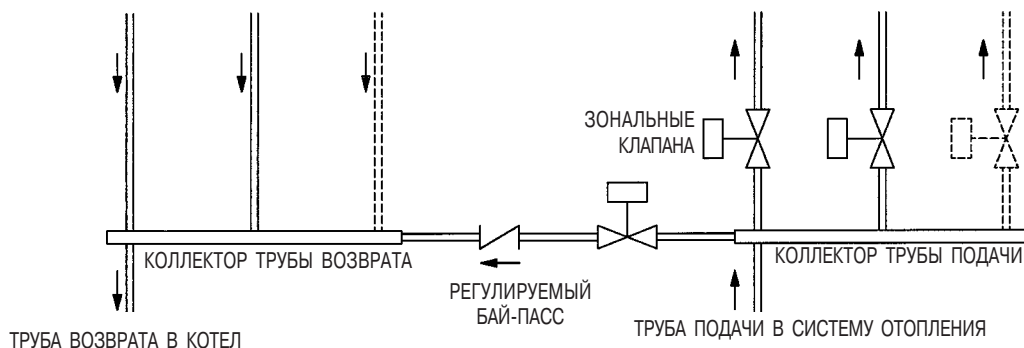 ЗОНАЛЬНЫЕ
КЛАПАНА
КОЛЛЕКТОР ТРУБЫ ВОЗВРАТА
КОЛЛЕКТОР ТРУБЫ ПОДАЧИ
РЕГУЛИРУЕМЫЙ
БАЙ-ПАСС
ТРУБА ВОЗВРАТА В КОТЕЛ
ТРУБА ПОДАЧИ В СИСТЕМУ ОТОПЛЕНИЯ